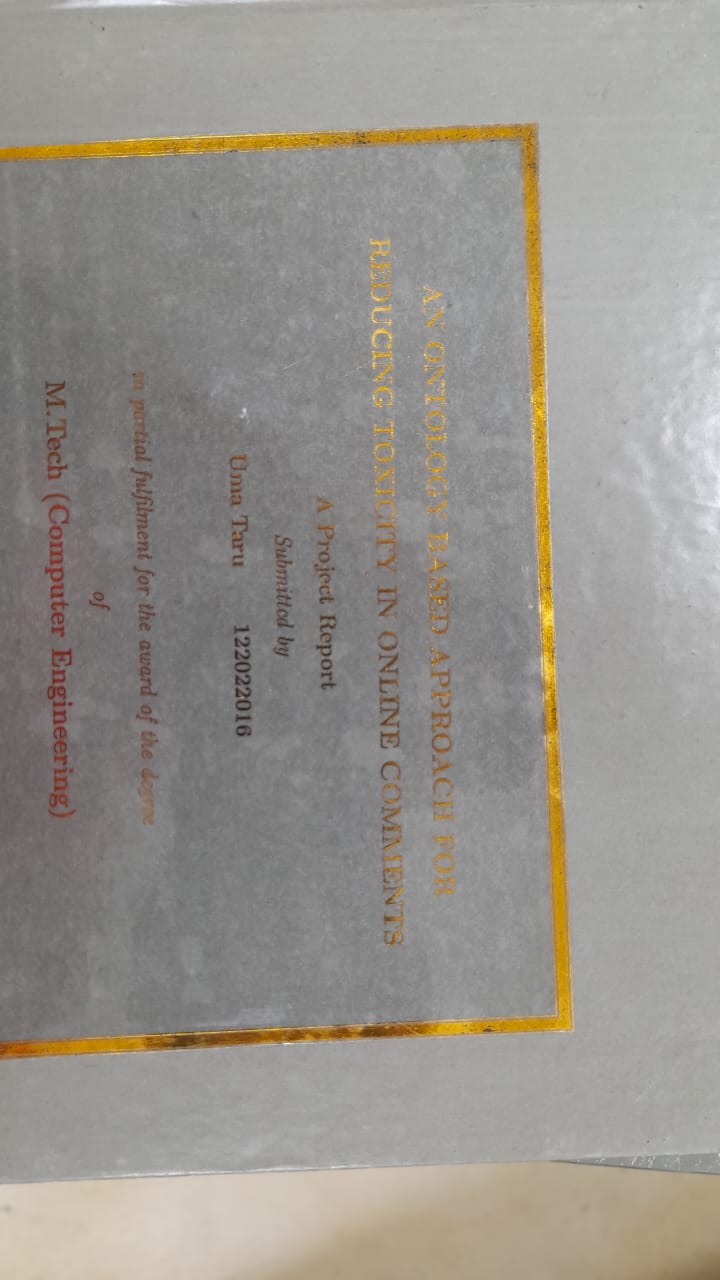 AN ONTOLOGY BASED APPROACH FOR
REDUCING TOXICITY IN ONLINE COMMENTS
A Project Report
Submitted by
Uma Taru 122022016
in partial fulfilment for the award of the degree
of
M.Tech (Computer Engineering)